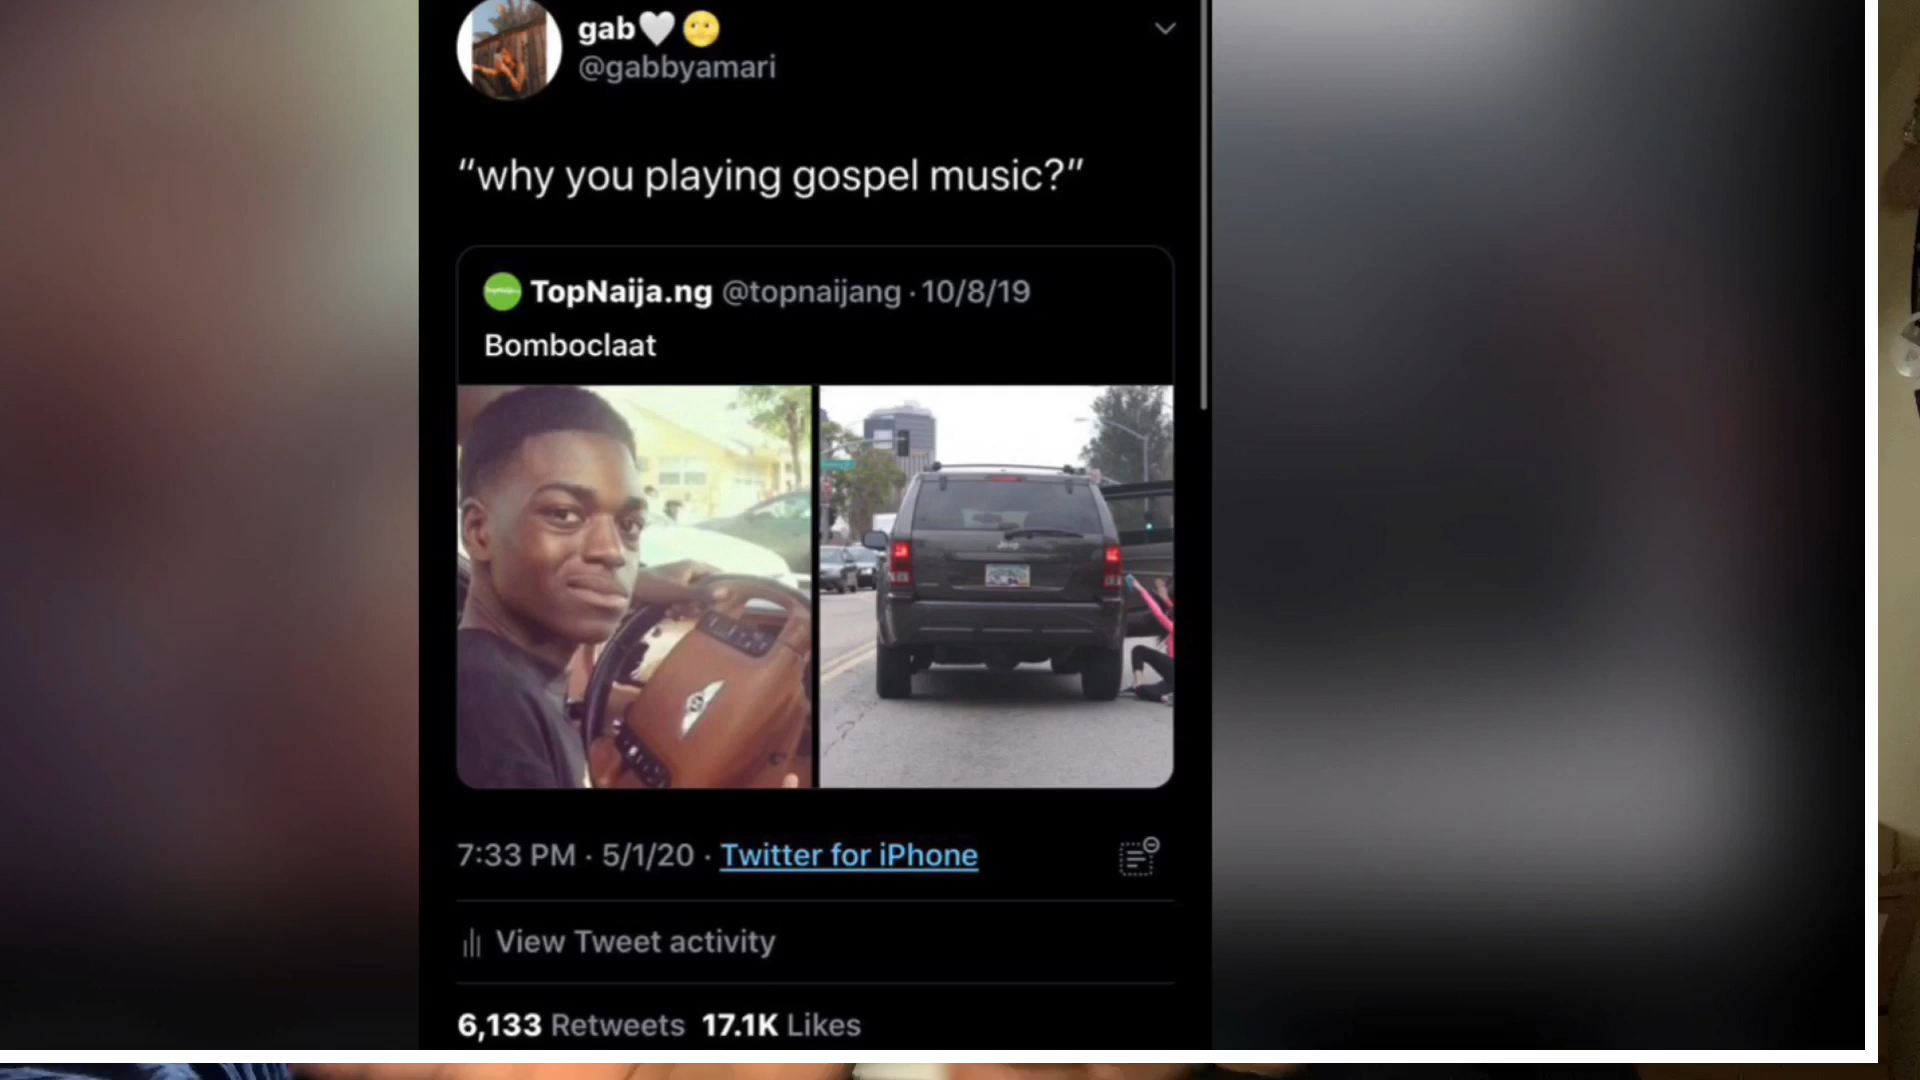 gab🤍🌝
@gabbyamari
“why you playing gospel music?”
TopNaija.ng @topnaijang · 10/8/19
Bomboclaat
Jeep
7:33 PM · 5/1/20 · Twitter for iPhone
View Tweet activity
6,133 Retweets 17.1K Likes